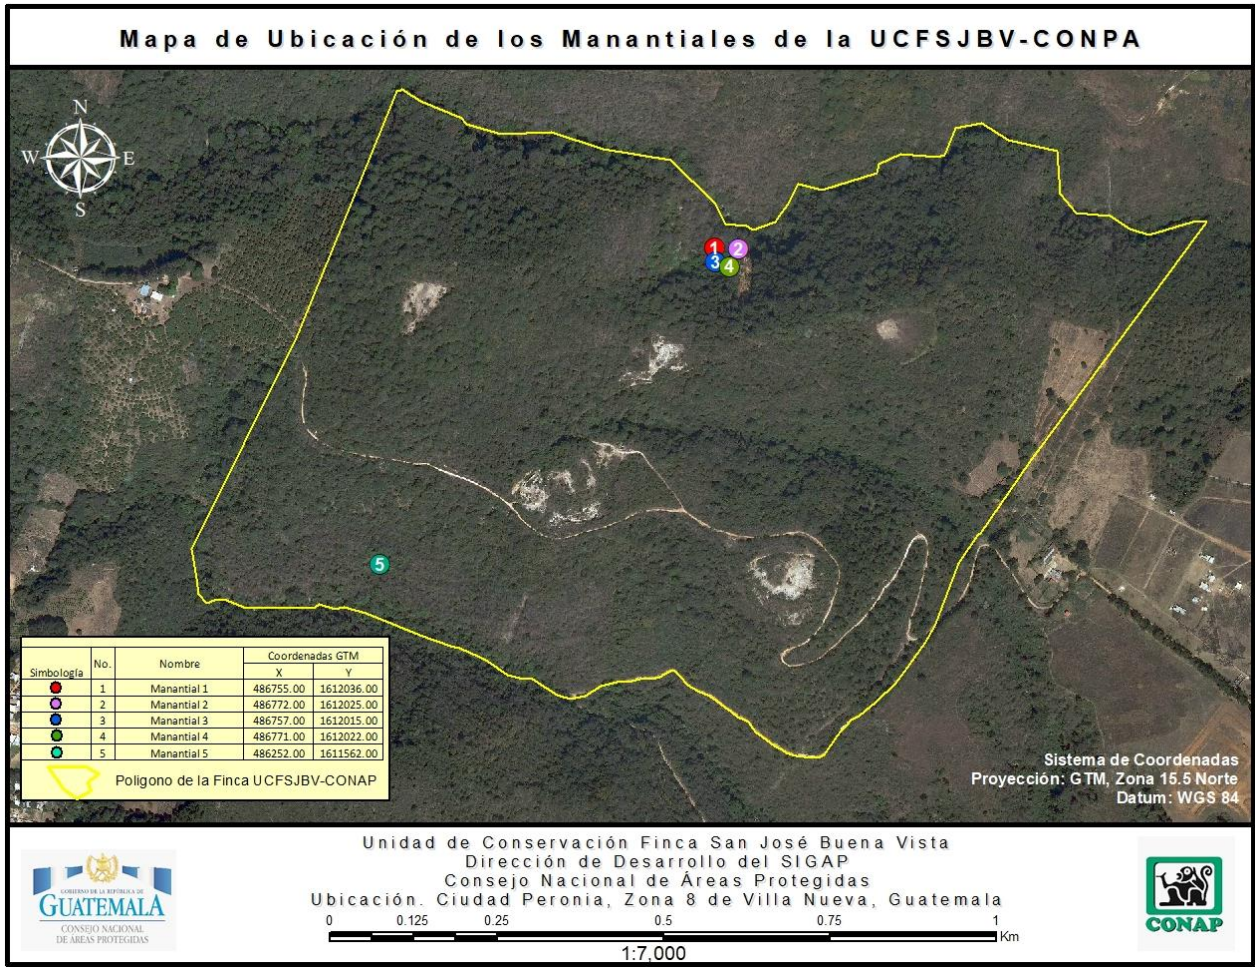 Mapa de Ubicación de los Manantiales de la UCFSJBV-CONPA
N
W
E
S
1
2
3
4
5
Simbología No. Nombre Coordenadas GTM
X Y
1 Manantial 1 486755.00 1612036.00
2 Manantial 2 486772.00 1612025.00
3 Manantial 3 486757.00 1612015.00
4 Manantial 4 486771.00 1612022.00
5 Manantial 5 486252.00 1611562.00
Poligono de la Finca UCFSJBV-CONAP
Sistema de Coordenadas
Proyección: GTM, Zona 15.5 Norte
Datum: WGS 84
GOBIERNO DE LA REPÚBLICA DE
GUATEMALA
CONSEJO NACIONAL
DE ÁREAS PROTEGIDAS
Unidad de Conservación Finca San José Buena Vista
Dirección de Desarrollo del SIGAP
Consejo Nacional de Áreas Protegidas
Ubicación. Ciudad Peronia, Zona 8 de Villa Nueva, Guatemala
0 0.125 0.25 0.5 0.75 1
Km
1:7,000
CONAP